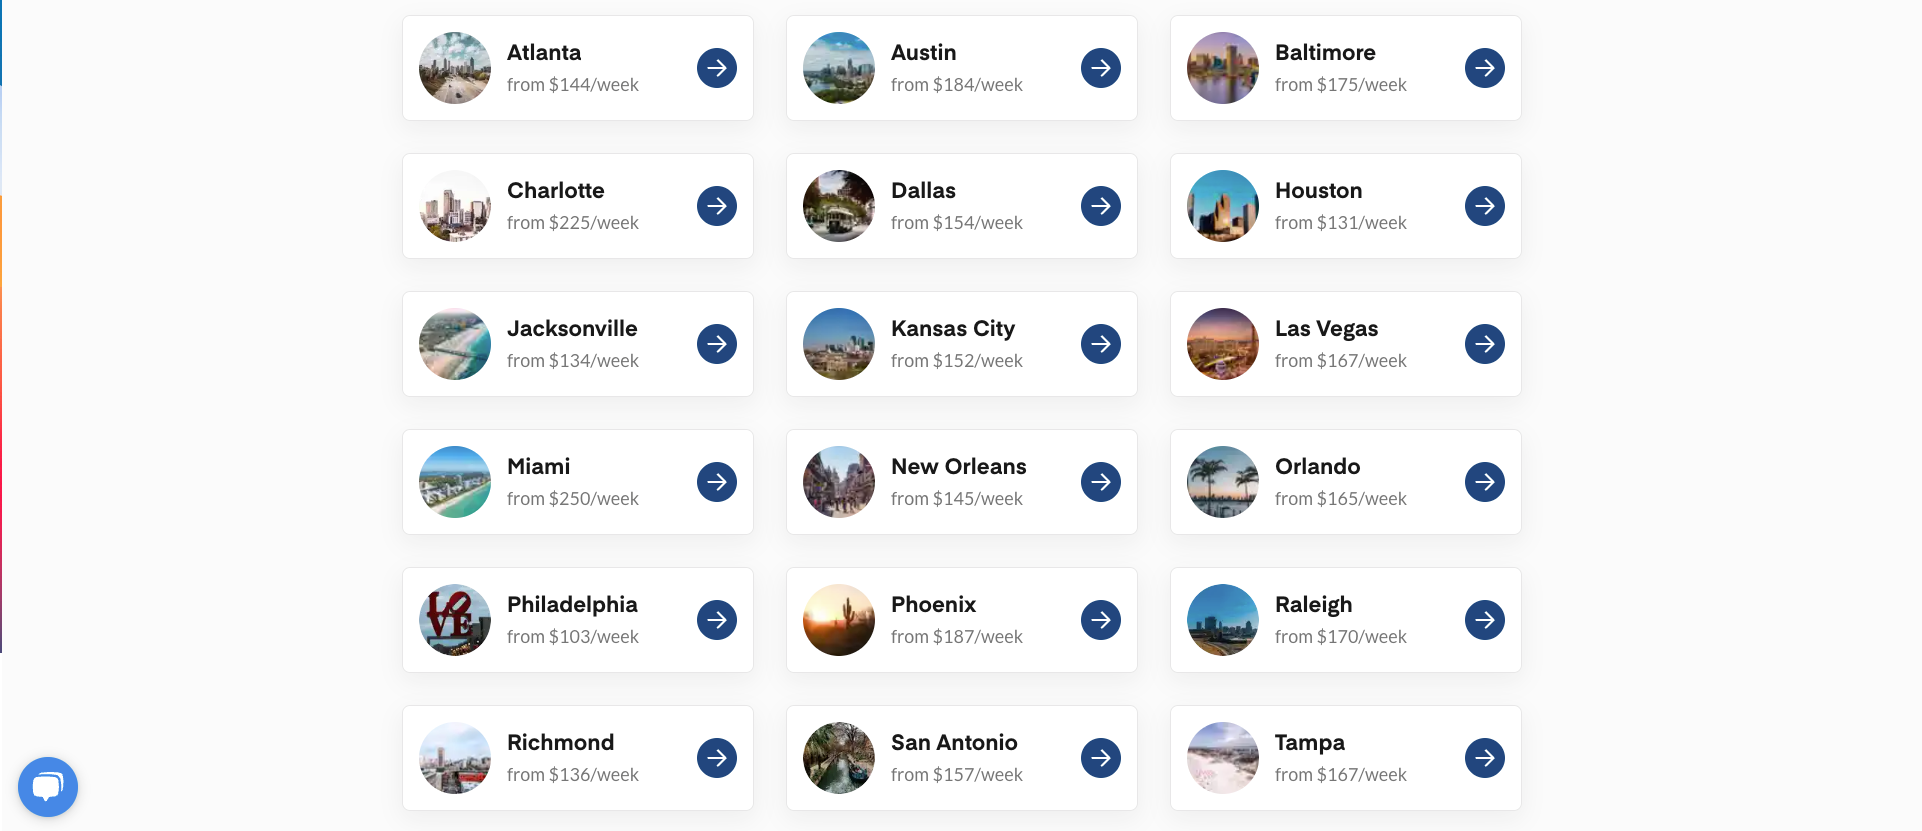 Atlanta
from $144/week
Austin
from $184/week
Baltimore
from $175/week
Charlotte
from $225/week
Dallas
from $154/week
Houston
from $131/week
Jacksonville
from $134/week
Kansas City
from $152/week
Las Vegas
from $167/week
Miami
from $250/week
New Orleans
from $145/week
Orlando
from $165/week
LO
VE
Philadelphia
from $103/week
Phoenix
from $187/week
Raleigh
from $170/week
Richmond
from $136/week
San Antonio
from $157/week
Tampa
from $167/week